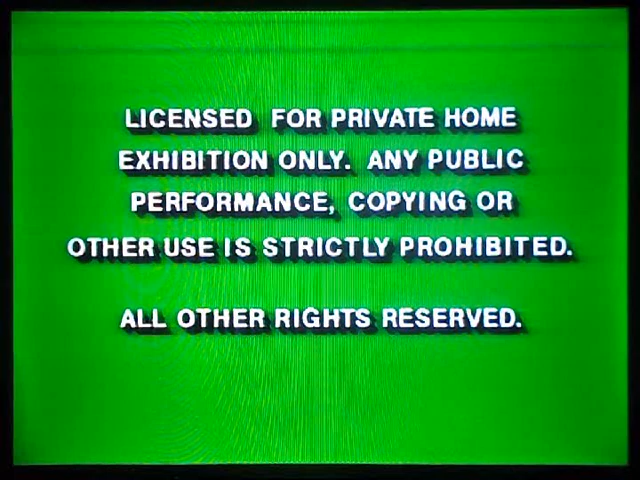 LICENSED FOR PRIVATE HOME
EXHIBITION ONLY. ANY PUBLIC
PERFORMANCE, COPYING OR
OTHER USE IS STRICTLY PROHIBITED.
ALL OTHER RIGHTS RESERVED.